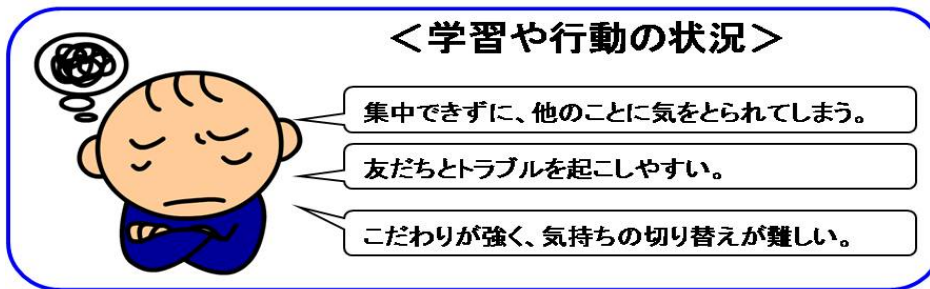 ＜学習や行動の状況＞
集中できずに、他のことに気をとられてしまう。
友だちとトラブルを起こしやすい。
こだわりが強く、気持ちの切り替えが難しい。